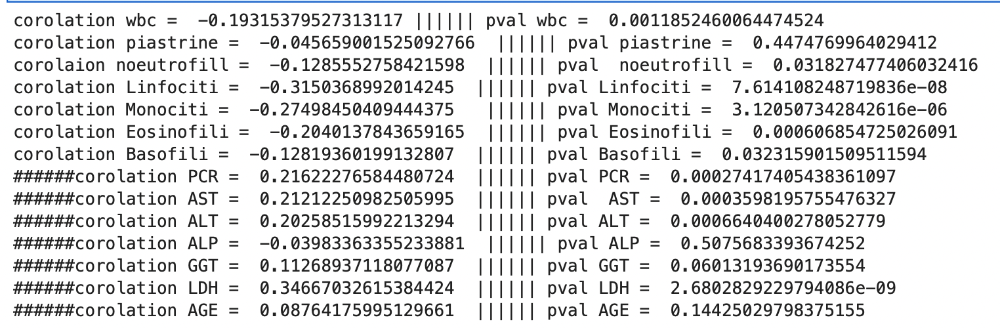 corolation wbc =  -0.19315379527313117 |||||| pval wbc =  0.0011852460064474524
corolation piastrine =  -0.045659001525092766  |||||| pval piastrine =  0.4474769964029412
corolaion noeutrofill =  -0.1285552758421598  |||||| pval  noeutrofill =  0.031827477406032416
corolation Linfociti =  -0.3150368992014245  |||||| pval Linfociti =  7.614108248719836e-08
corolation Monociti =  -0.27498450409444375   |||||| pval Monociti =  3.120507342842616e-06
corolation Eosinofili =  -0.2040137843659165  |||||| pval Eosinofili =  0.000606854725026091
corolation Basofili =  -0.12819360199132807  |||||| pval Basofili =  0.032315901509511594
######corolation PCR =  0.21622276584480724  |||||| pval PCR =  0.00027417405438361097
######corolation AST =  0.21212250982505995  |||||| pval  AST =  0.0003598195755476327
######corolation ALT =  0.20258515992213294  |||||| pval ALT =  0.0006640400278052779
######corolation ALP =  -0.03983363355233881  |||||| pval ALP =  0.5075683393674252
######corolation GGT =  0.11268937118077087  |||||| pval GGT =  0.06013193690173554
######corolation LDH =  0.34667032615384424  |||||| pval LDH =  2.6802829229794086e-09
######corolation AGE =  0.08764175995129661  |||||| pval AGE =  0.14425029798375155